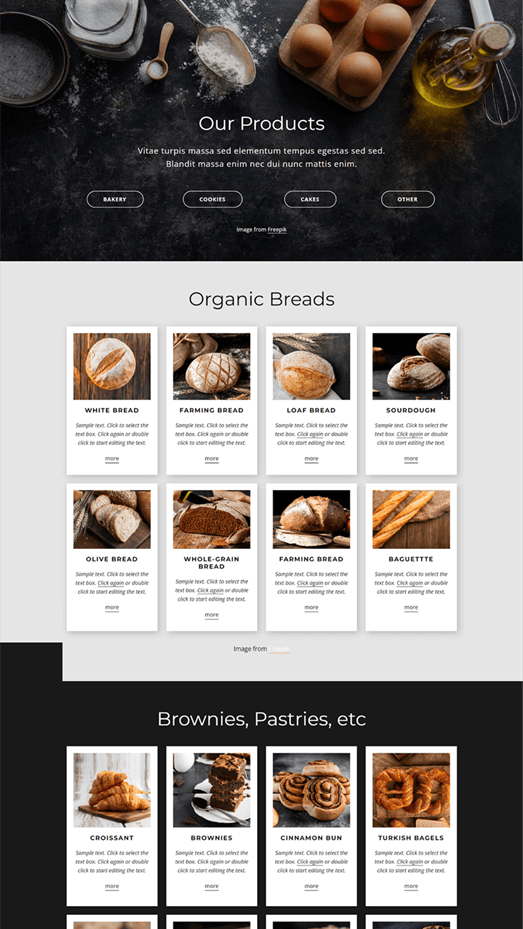 Our Products
Vitae turpis massa sed elementum tempus egestas sed sed.
Blandit massa enim nec dui nunc mattis enim.
BAKERY COOKIES CAKES OTHER
Image from Freepik
Organic Breads
WHITE BREAD
Sample text. Click to select the
text box. Click again or double
click to start editing the text.
more
FARMING BREAD
Sample text. Click to select the
text box. Click again or double
click to start editing the text.
more
LOAF BREAD
Sample text. Click to select the
text box. Click again or double
click to start editing the text.
more
SOURDOUGH
Sample text. Click to select the
text box. Click again or double
click to start editing the text.
more
OLIVE BREAD
Sample text. Click to select the
text box. Click again or double
click to start editing the text.
more
WHOLE-GRAIN
BREAD
Sample text. Click to select the
text box. Click again or double
click to start editing the text.
more
FARMING BREAD
Sample text. Click to select the
text box. Click again or double
click to start editing the text.
more
BAGUETTTE
Sample text. Click to select the
text box. Click again or double
click to start editing the text.
more
Image from Freepik
Brownies, Pastries, etc
CROISSANT
Sample text. Click to select the
text box. Click again or double
click to start editing the text.
more
BROWNIES
Sample text. Click to select the
text box. Click again or double
click to start editing the text.
more
CINNAMON BUN
Sample text. Click to select the
text box. Click again or double
click to start editing the text.
more
TURKISH BAGELS
Sample text. Click to select the
text box. Click again or double
click to start editing the text.
more